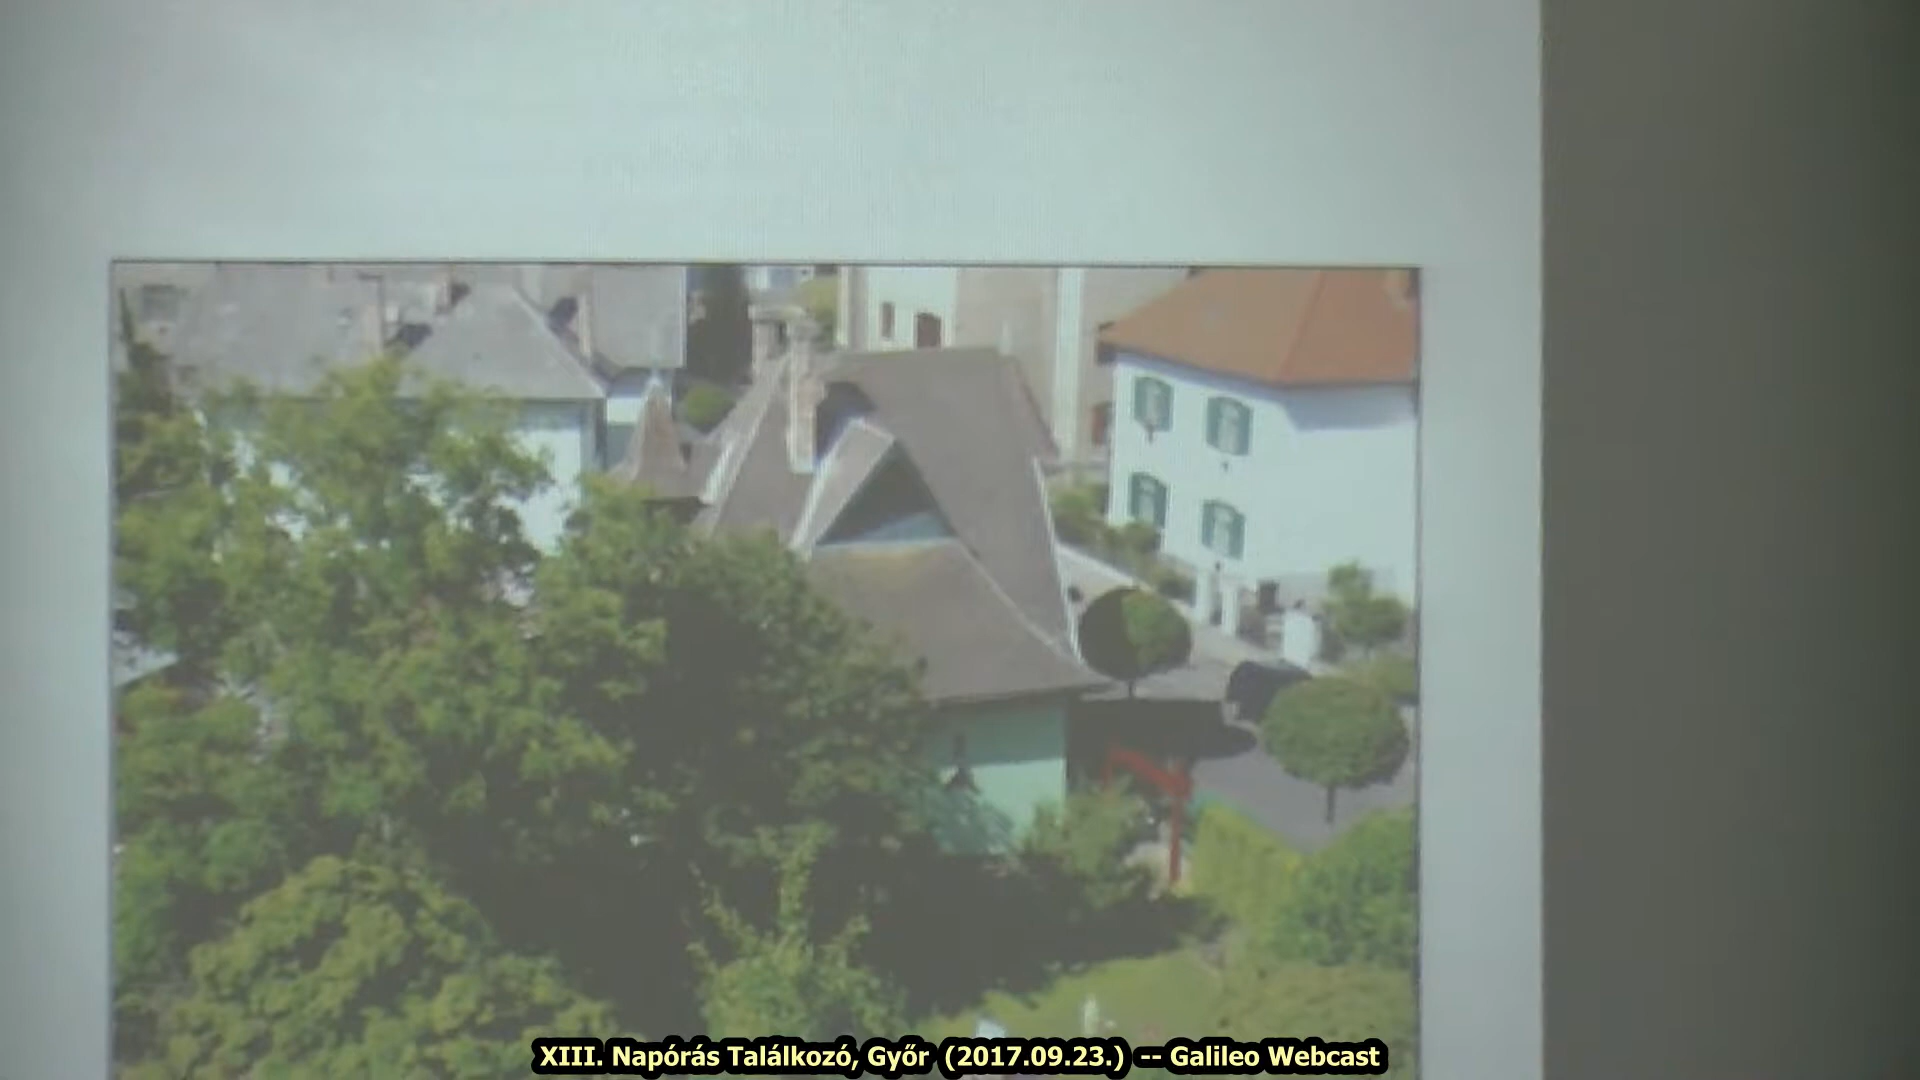 XIII. Napórás Találkozó, Győr (2017.09.23.) -- Galileo Webcast